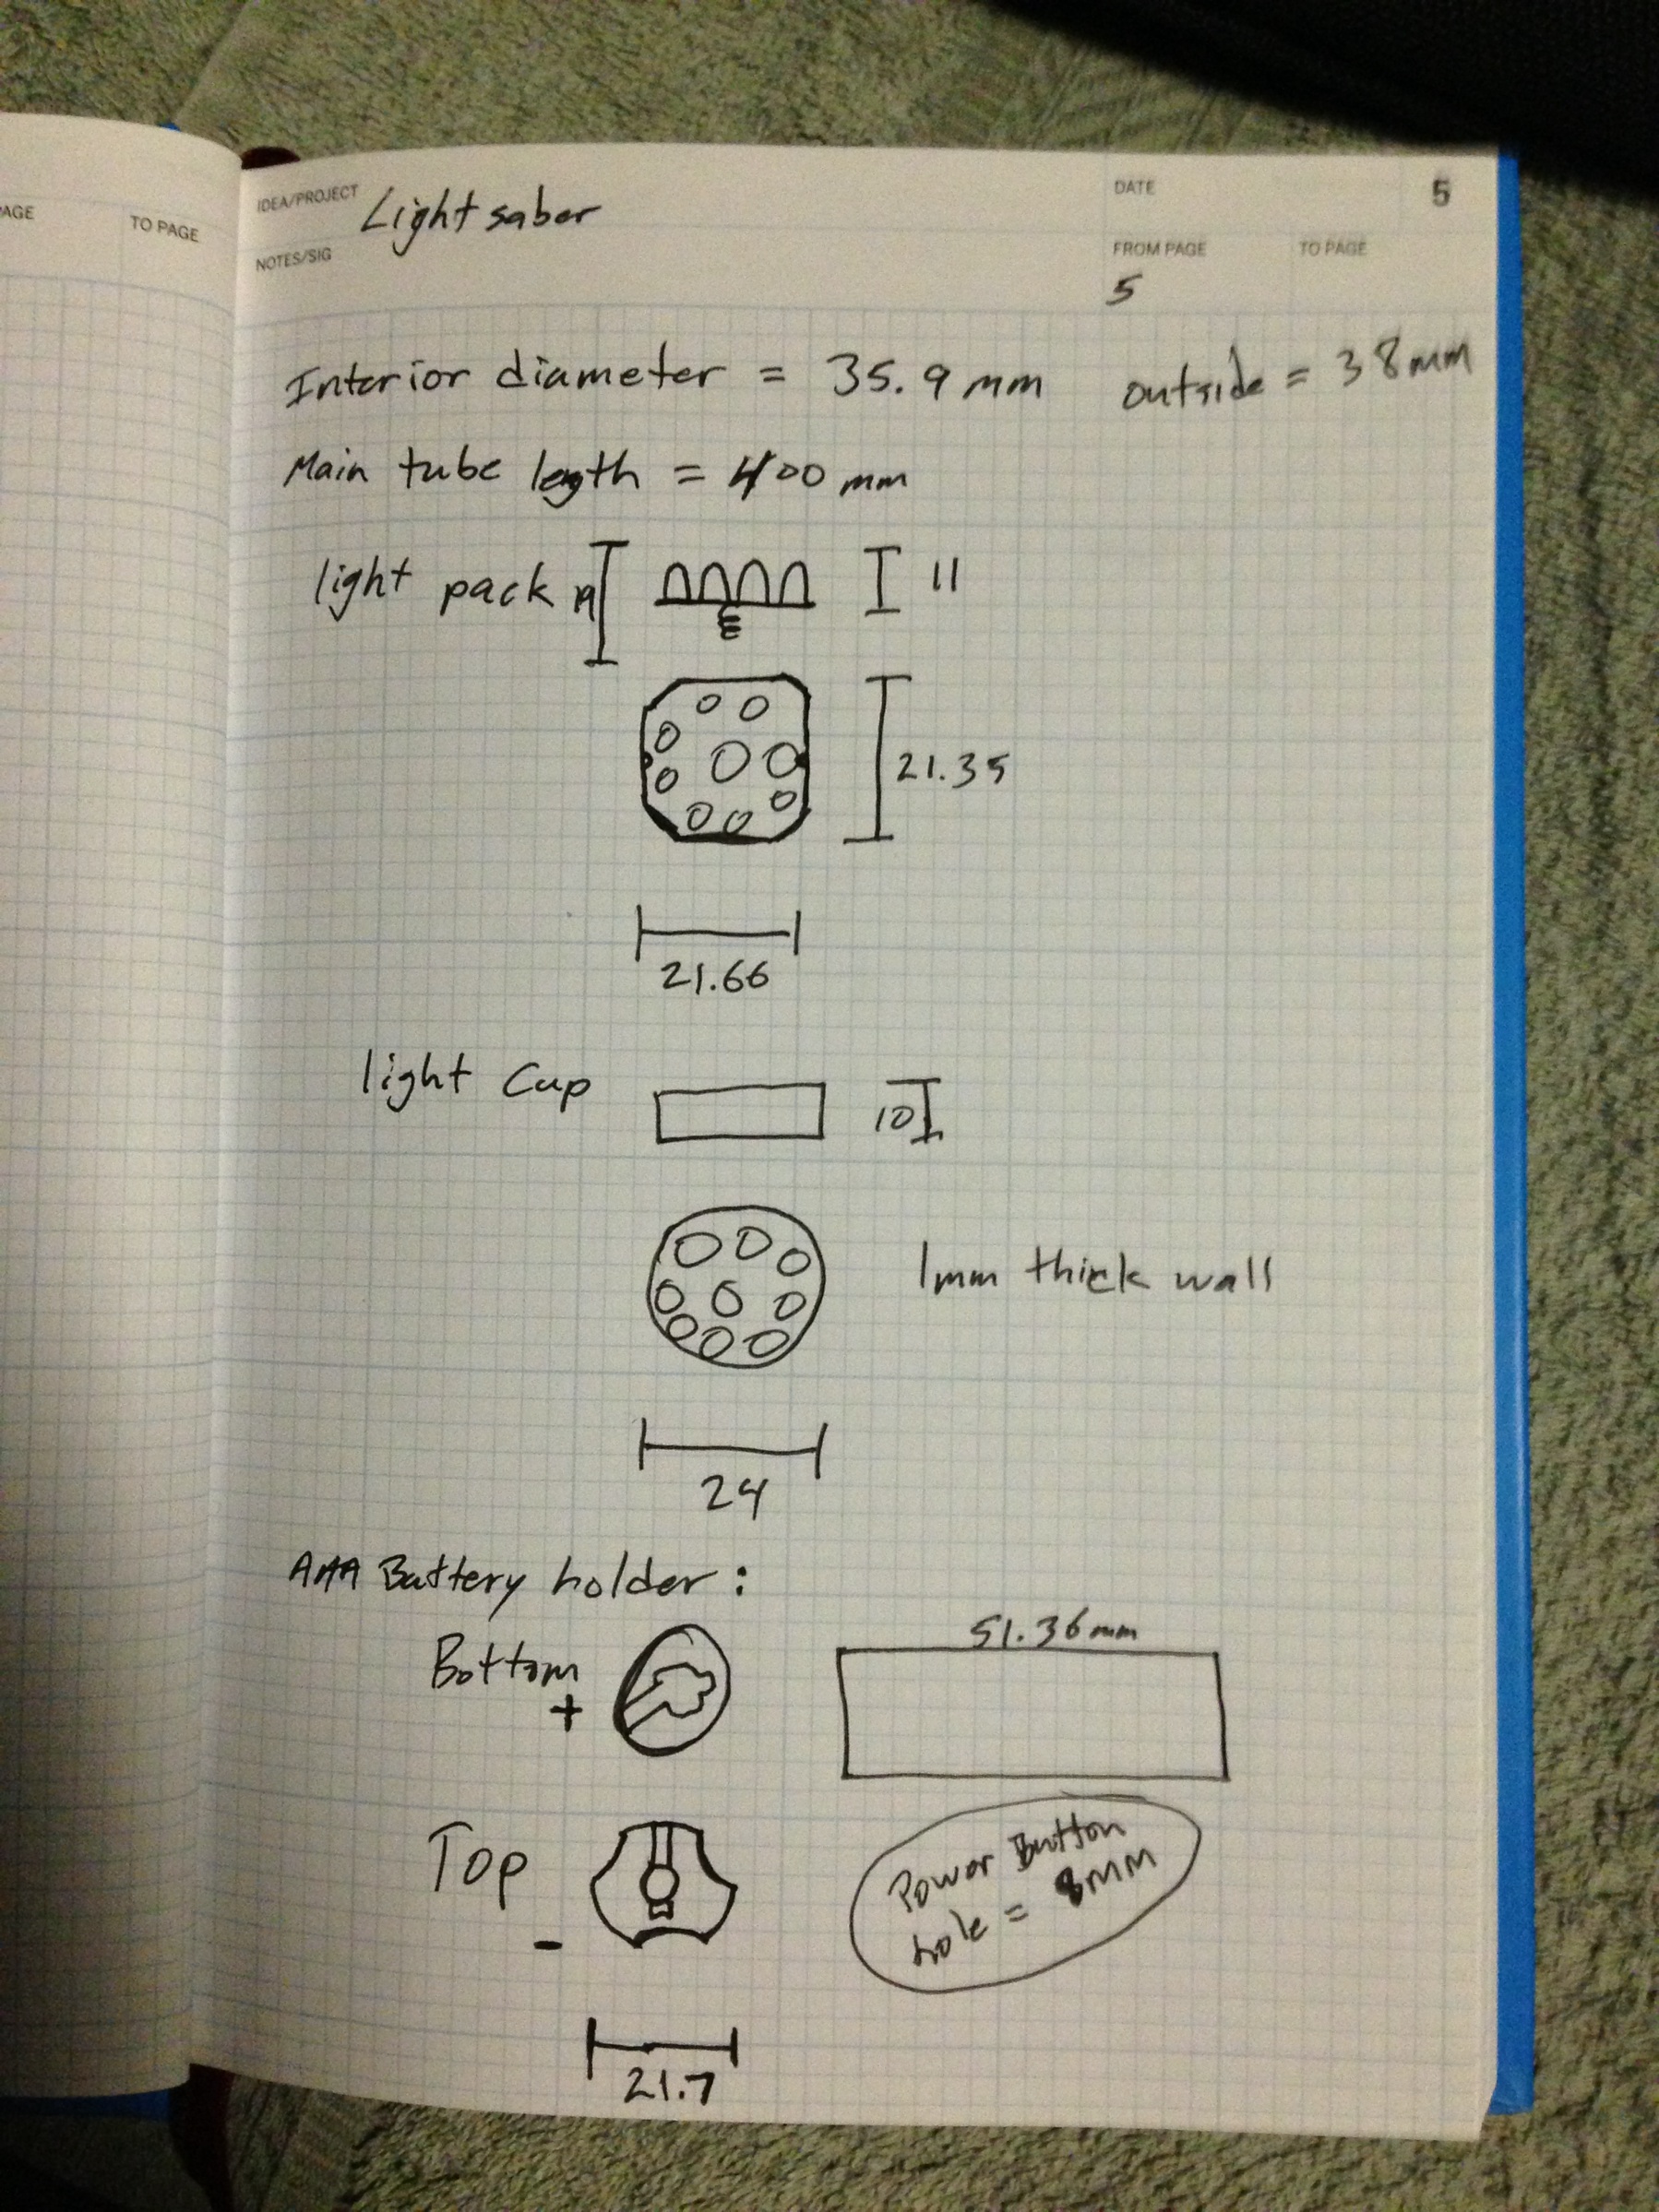 AGE
TO PAGE
IDEA/PROJECT Lightsaber
DATE
5
NOTES/SIG
FROM PAGE
TO PAGE
5
Interior diameter = 35.9 mm outside = 38mm
Main tube length = 400 mm
light pack 19 11
21.35
21.66
light Cup 10
1mm thick wall
24
AAA Battery holder:
51.36mm
Bottom
+
Top
-
Power Button
hole = 8mm
21.7